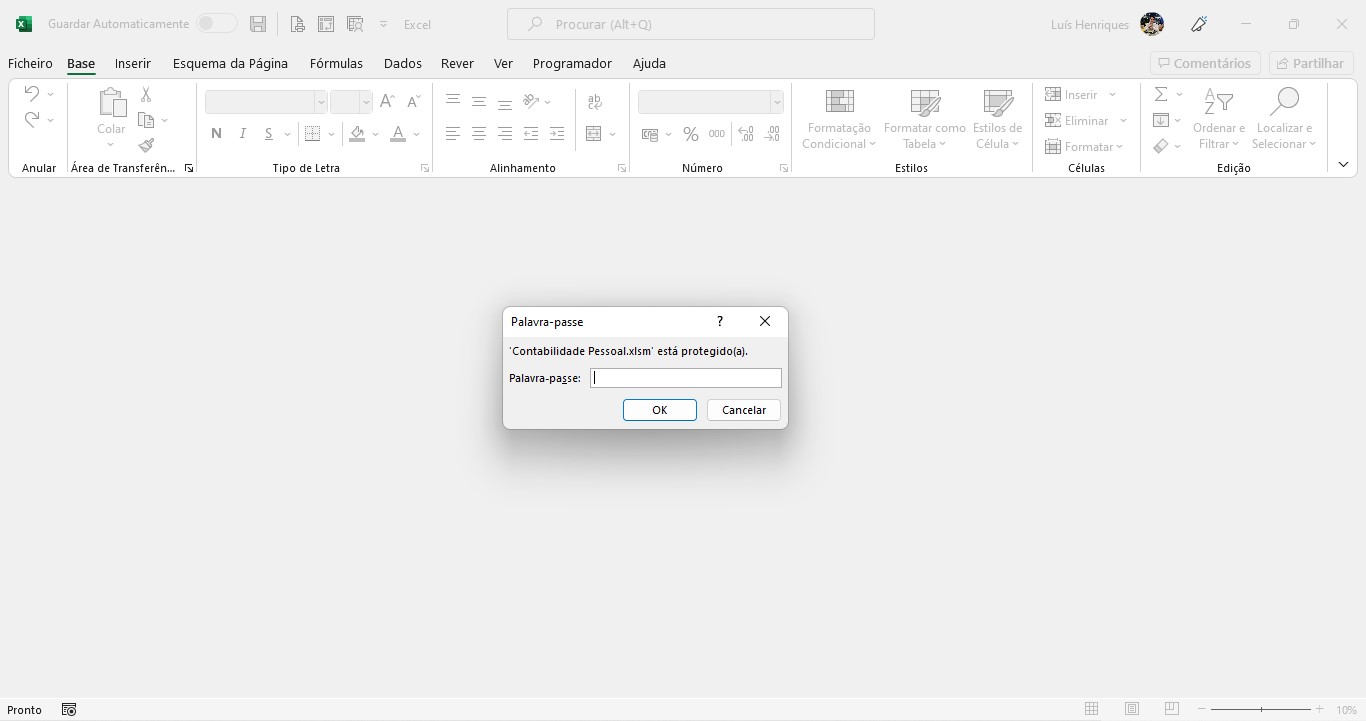 Guardar Automaticamente
Excel
Procurar (Alt+Q)
Luís Henriques
Ficheiro
Base
Inserir
Esquema da Página
Fórmulas
Dados
Rever
Ver
Programador
Ajuda
Comentários
Partilhar
Colar
N
I
S
A
A
A
ab
%
000
Formatação
Condicional
Formatar como
Tabela
Estilos de
Célula
Inserir
Eliminar
Formatar
Ordenar e
Filtrar
Localizar e
Selecionar
Anular
Área de Transferên...
Tipo de Letra
Alinhamento
Número
Estilos
Células
Edição
Palavra-passe
?
'Contabilidade Pessoal.xlsm' está protegido(a).
Palavra-passe:
OK
Cancelar
Pronto
10%